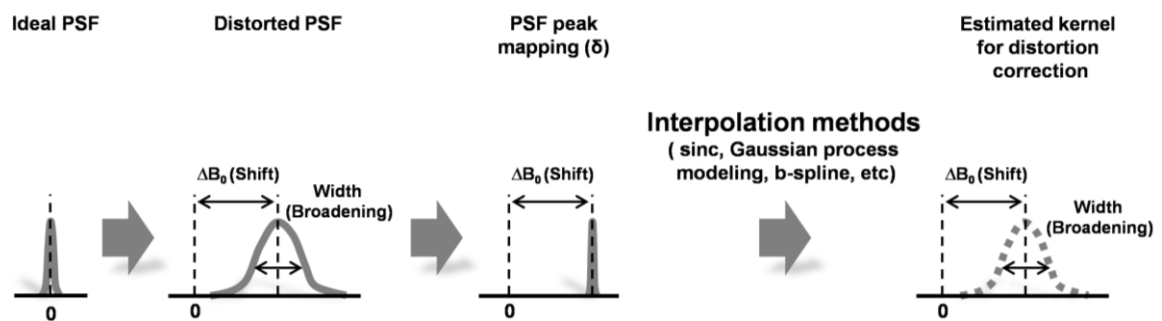 Ideal PSF
Distorted PSF
PSF peak
mapping (δ)
Estimated kernel
for distortion
correction
Interpolation methods
( sinc, Gaussian process
modeling, b-spline, etc)
ΔB₀ (Shift)
Width
(Broadening)
ΔB₀ (Shift)
ΔB₀ (Shift)
Width
(Broadening)
0
0
0
0